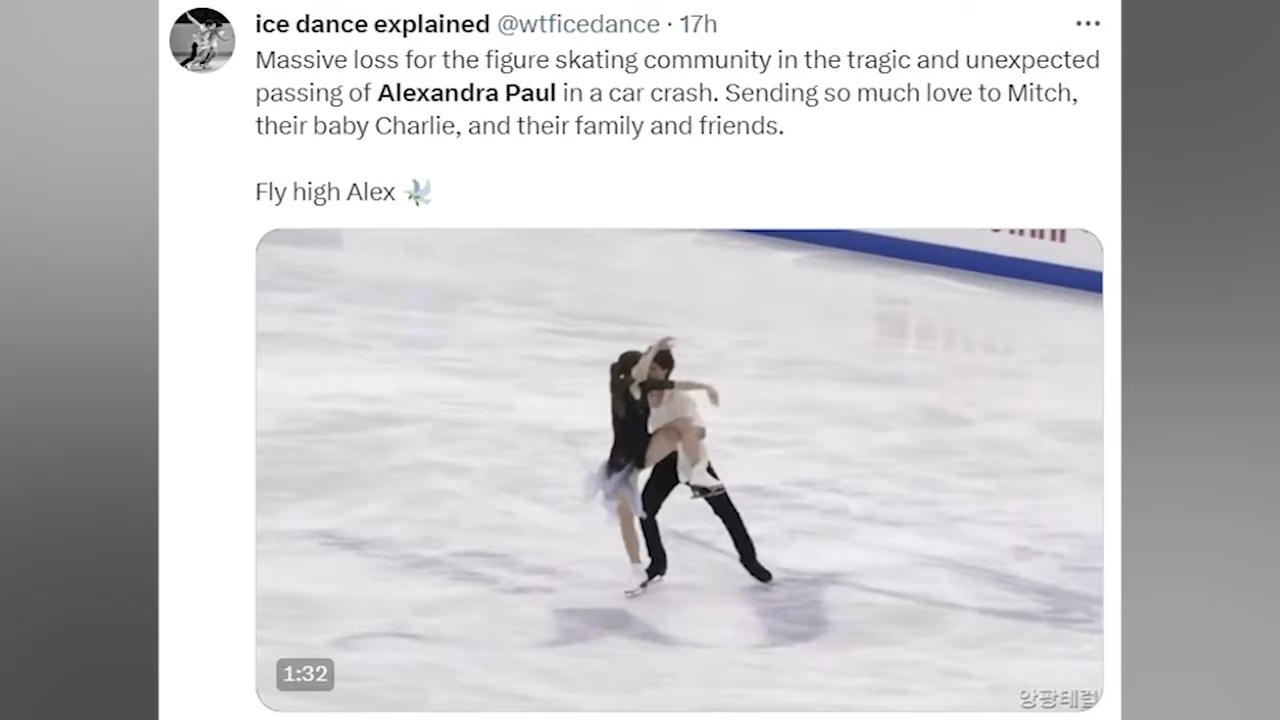 ice dance explained @wtficedance · 17h
Massive loss for the figure skating community in the tragic and unexpected
passing of Alexandra Paul in a car crash. Sending so much love to Mitch,
their baby Charlie, and their family and friends.
Fly high Alex 🕊️
1:32